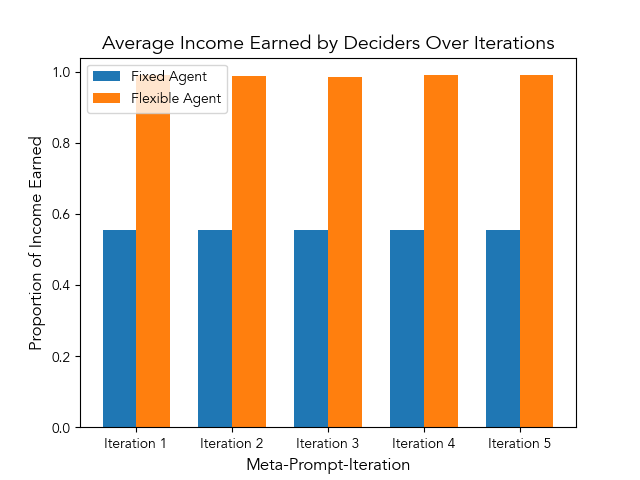 Average Income Earned by Deciders Over Iterations
Proportion of Income Earned
1.0
0.8
0.6
0.4
0.2
0.0
Fixed Agent
Flexible Agent
Iteration 1
Iteration 2
Iteration 3
Iteration 4
Iteration 5
Meta-Prompt-Iteration